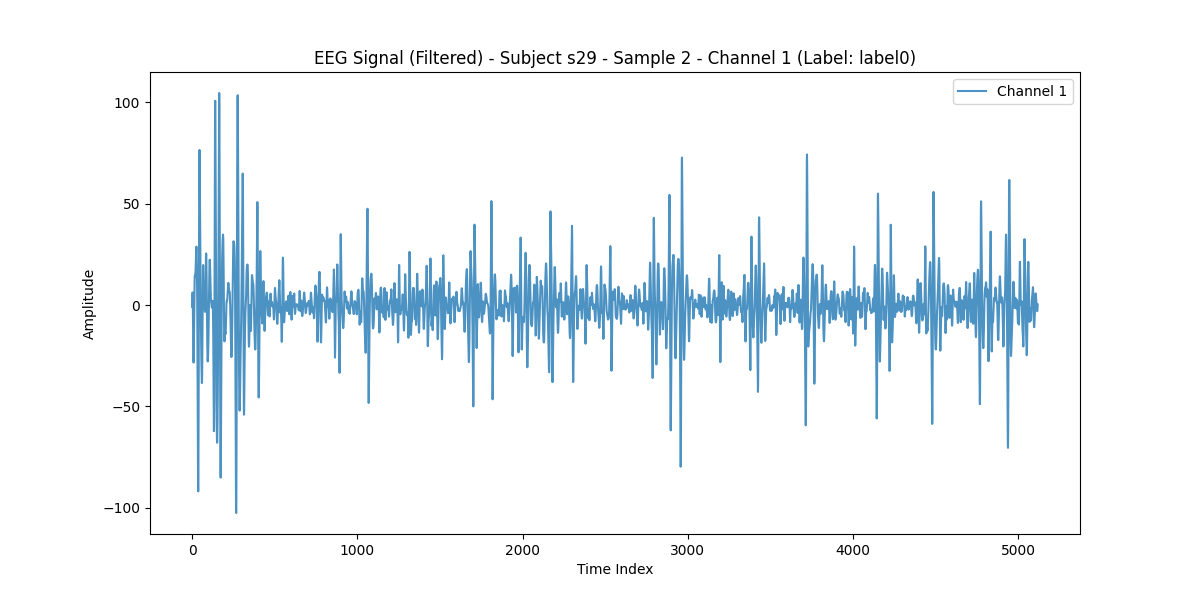 EEG Signal (Filtered) - Subject s29 - Sample 2 - Channel 1 (Label: label0)
Channel 1
100
50
0
−50
−100
Amplitude
0 1000 2000 3000 4000 5000
Time Index